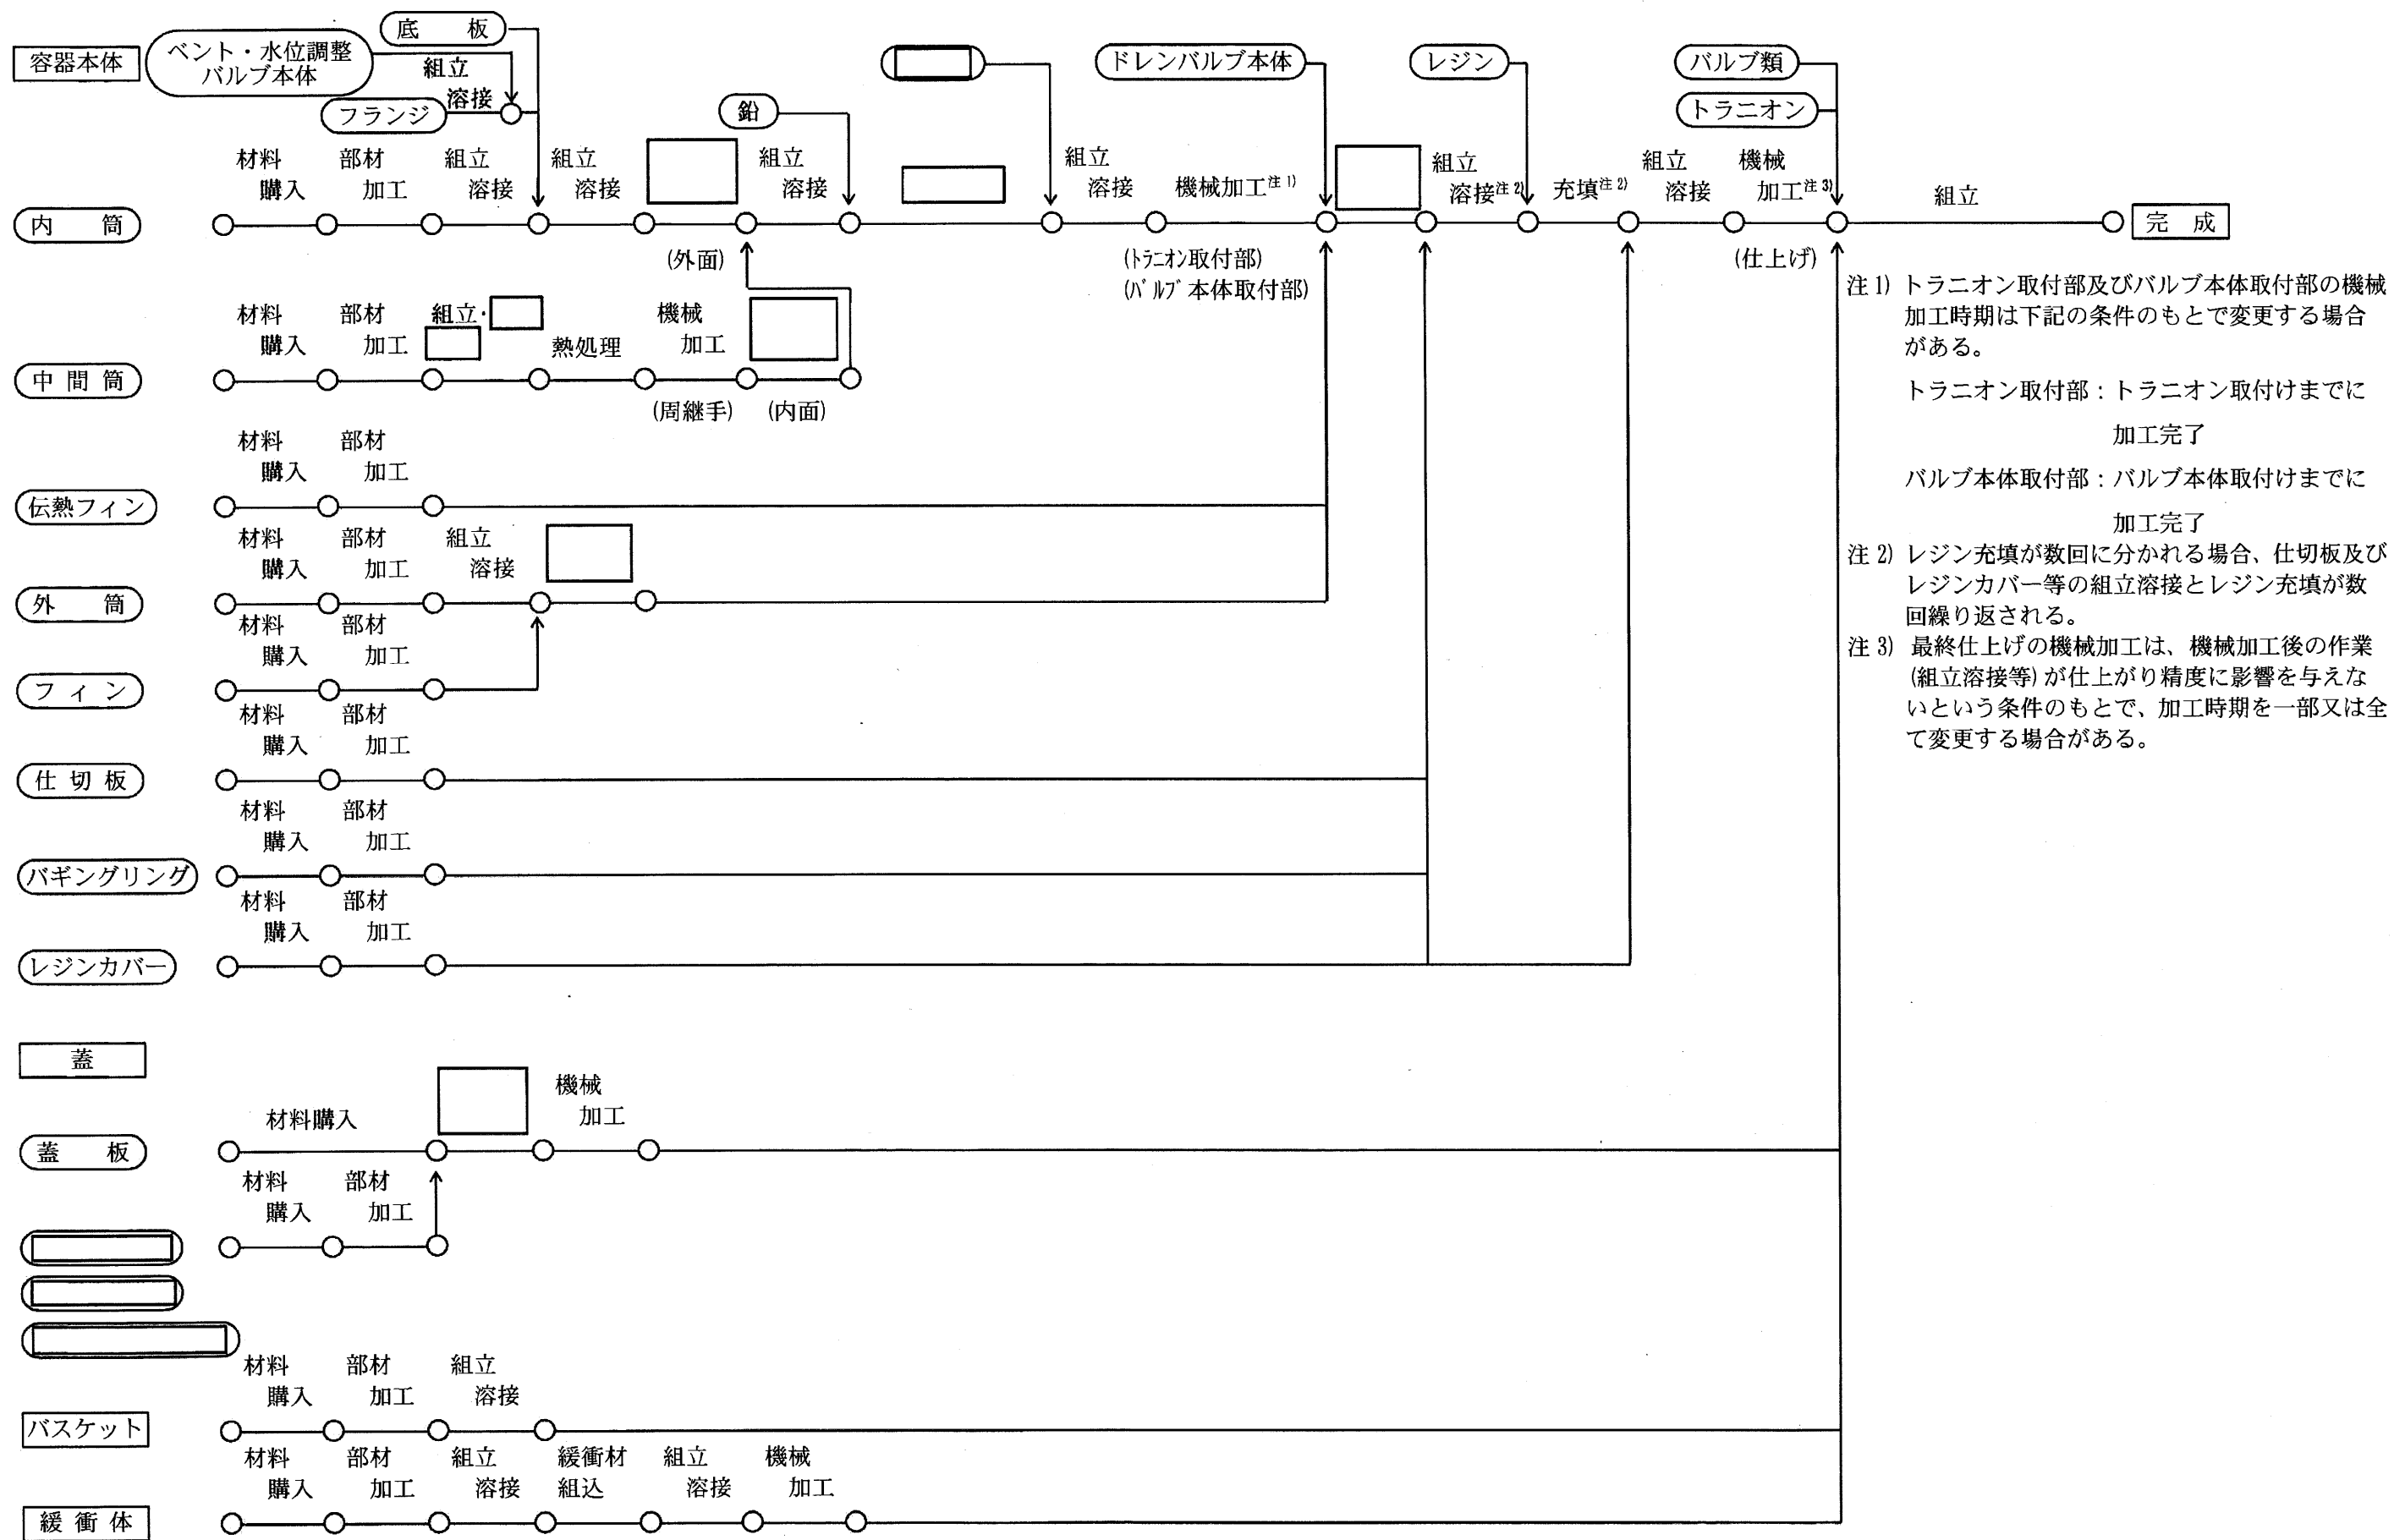 容器本体
ベント・水位調整
バルブ本体
底板
組立
溶接
フランジ
鉛
ドレンバルブ本体
レジン
バルブ類
トラニオン
材料
購入
部材
加工
組立
溶接
組立
溶接
組立
溶接
組立
溶接
機械加工注1)
組立
溶接注2)
充填注2)
組立
溶接
機械
加工注3)
組立
内筒
完成
(外面)
(トラニオン取付部)
(バルブ本体取付部)
(仕上げ)
材料
購入
部材
加工
組立・
熱処理
機械
加工
中間筒
(周継手)
(内面)
材料
購入
部材
加工
伝熱フィン
材料
購入
部材
加工
組立
溶接
外筒
材料
購入
部材
加工
フィン
材料
購入
部材
加工
仕切板
材料
購入
部材
加工
バギングリング
材料
購入
部材
加工
レジンカバー
蓋
材料購入
機械
加工
蓋板
材料
購入
部材
加工
材料
購入
部材
加工
組立
溶接
バスケット
材料
購入
部材
加工
組立
溶接
緩衝材
組込
組立
溶接
機械
加工
緩衝体
注1) トラニオン取付部及びバルブ本体取付部の機械
加工時期は下記の条件のもとで変更する場合
がある。
トラニオン取付部：トラニオン取付けまでに
加工完了
バルブ本体取付部：バルブ本体取付けまでに
加工完了
注2) レジン充填が数回に分かれる場合、仕切板及び
レジンカバー等の組立溶接とレジン充填が数
回繰り返される。
注3) 最終仕上げの機械加工は、機械加工後の作業
(組立溶接等)が仕上がり精度に影響を与えな
いという条件のもとで、加工時期を一部又は全
て変更する場合がある。